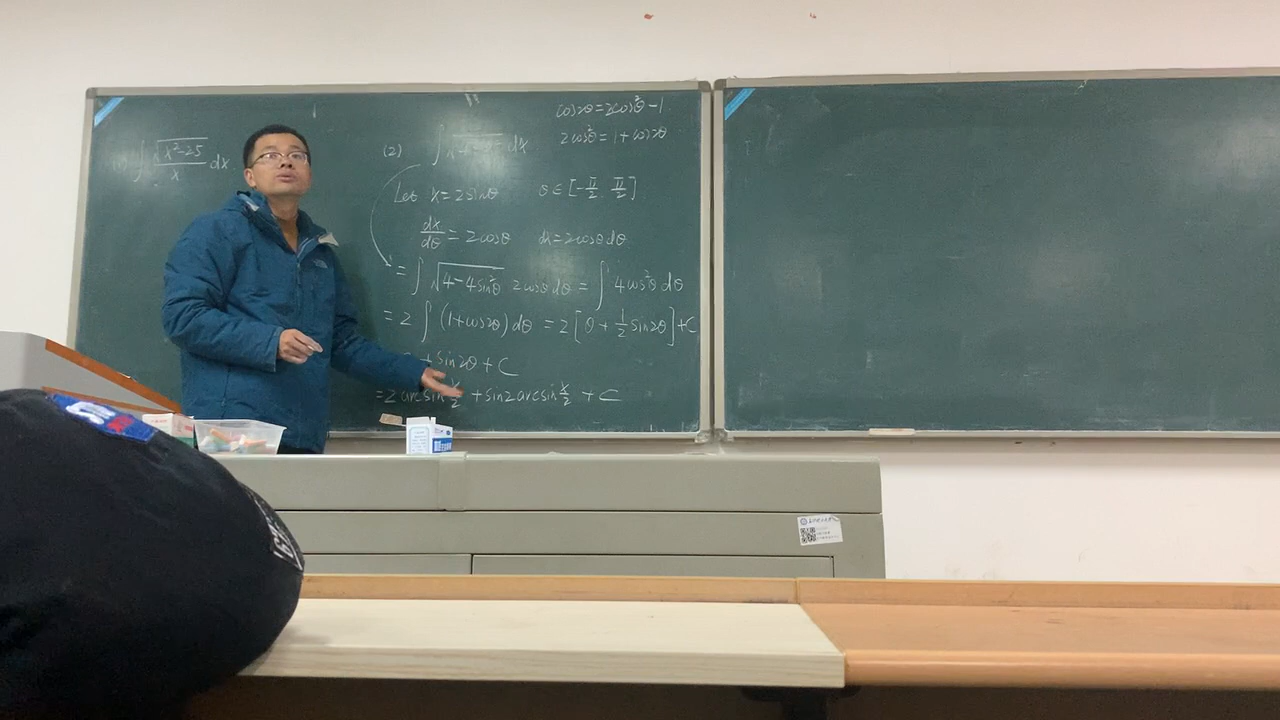 ∫ √(x²−25)/x dx
(2) ∫ √(4−x²) dx
cos2θ = 2cos²θ − 1
2cos²θ = 1 + cos2θ
Let x = 2sinθ θ ∈ [−π/2 π/2]
dx/dθ = 2cosθ dx = 2cosθ dθ
= ∫ √(4−4sin²θ) 2cosθ dθ = ∫ 4cos²θ dθ
= 2 ∫ (1+cos2θ) dθ = 2[θ + 1/2 sin2θ] + C
+ sin2θ + C
= 2 arcsin x/2 + sin2arcsin x/2 + C